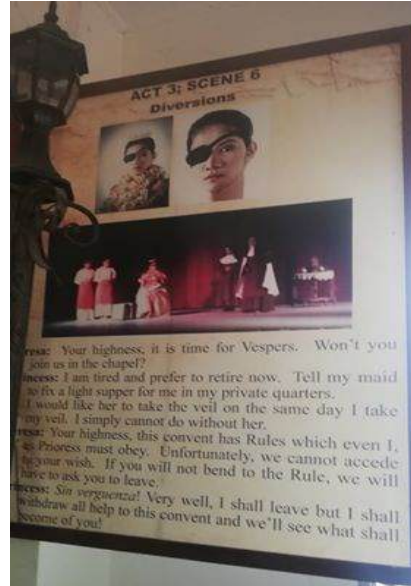 ACT 3; SCENE 6
Diversions
resa: Your highness, it is time for Vespers. Won't you
join us in the chapel?
incess: I am tired and prefer to retire now. Tell my maid
to fix a light supper for me in my private quarters.
I would like her to take the veil on the same day I take
my veil. I simply cannot do without her.
resa: Your highness, this convent has Rules which even I,
as Prioress must obey. Unfortunately, we cannot accede
to your wish. If you will not bend to the Rule, we will
have to ask you to leave.
incess: Sin verguenza! Very well, I shall leave but I shall
withdraw all help to this convent and we'll see what shall
become of you!